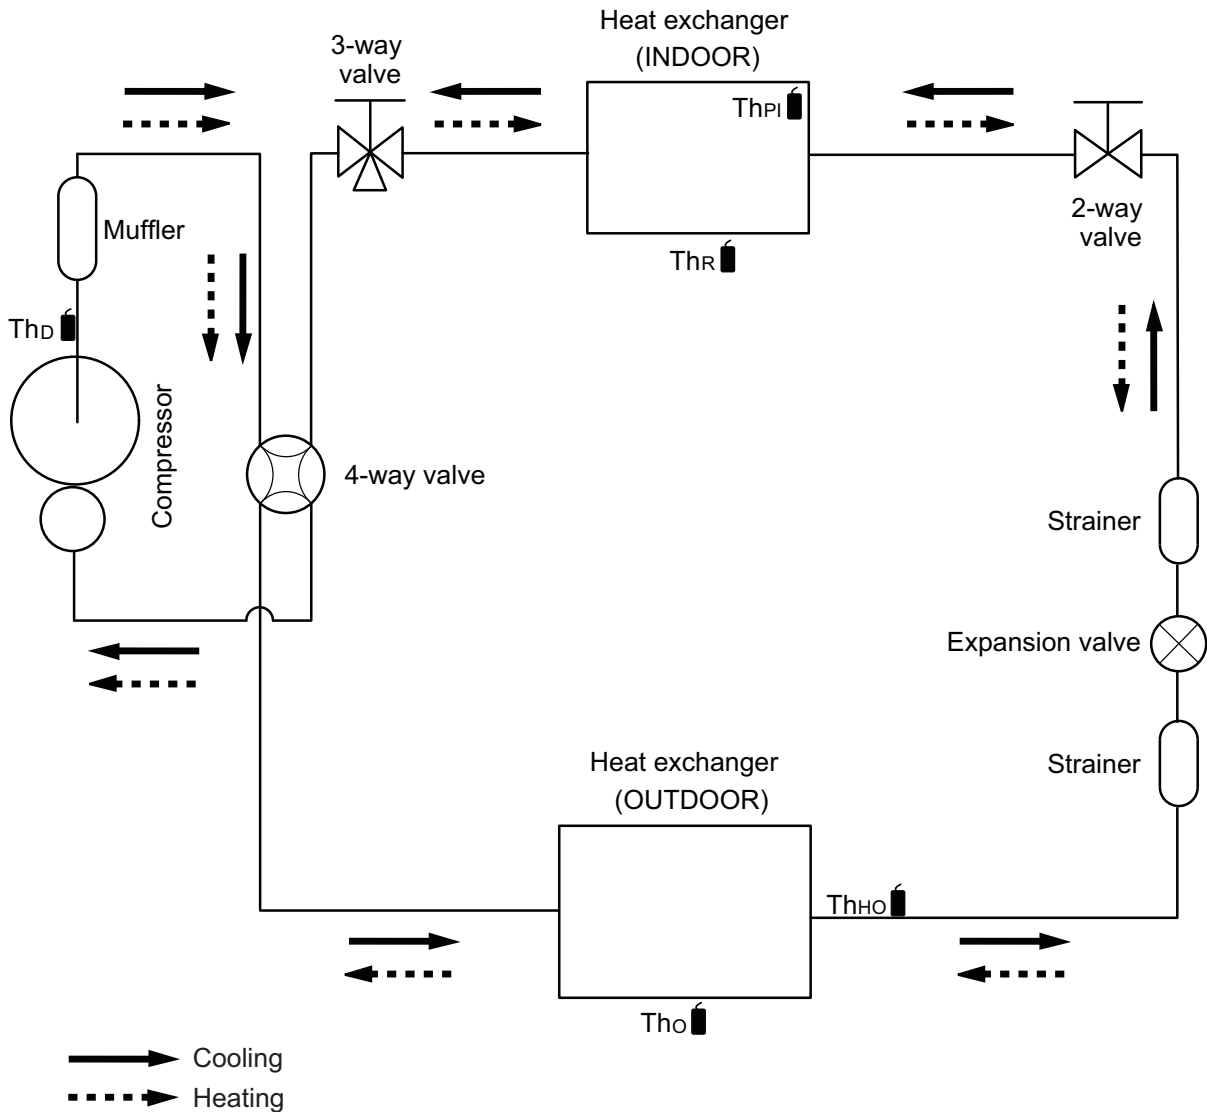 Heat exchanger
(INDOOR)
3-way
valve
ThPI
Muffler
2-way
valve
ThR
ThD
Compressor
4-way valve
Strainer
Expansion valve
Heat exchanger
(OUTDOOR)
Strainer
ThHO
ThO
Cooling
Heating